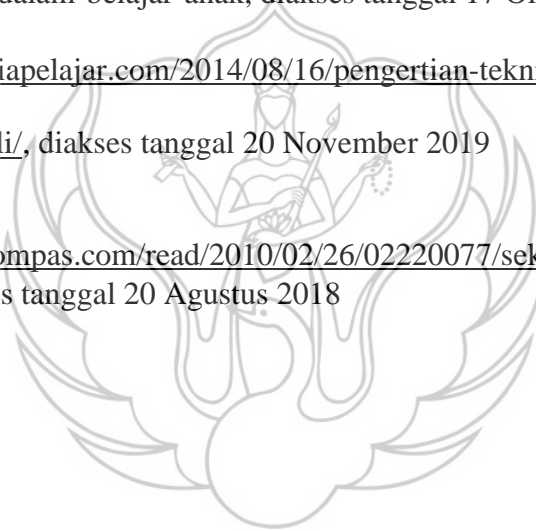 dalam belajar anak, diakses tanggal 17
iapelajar.com/2014/08/16/pengertian-tekn
li/, diakses tanggal 20 November 2019
ompas.com/read/2010/02/26/02220077/sek
s tanggal 20 Agustus 2018